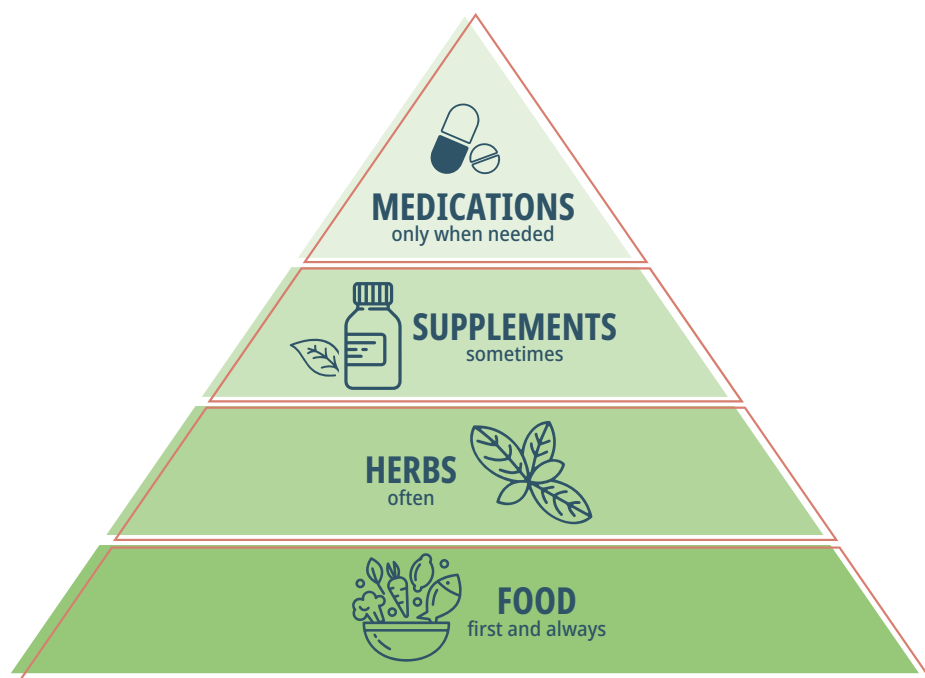 MEDICATIONS
only when needed
SUPPLEMENTS
sometimes
HERBS
often
FOOD
first and always